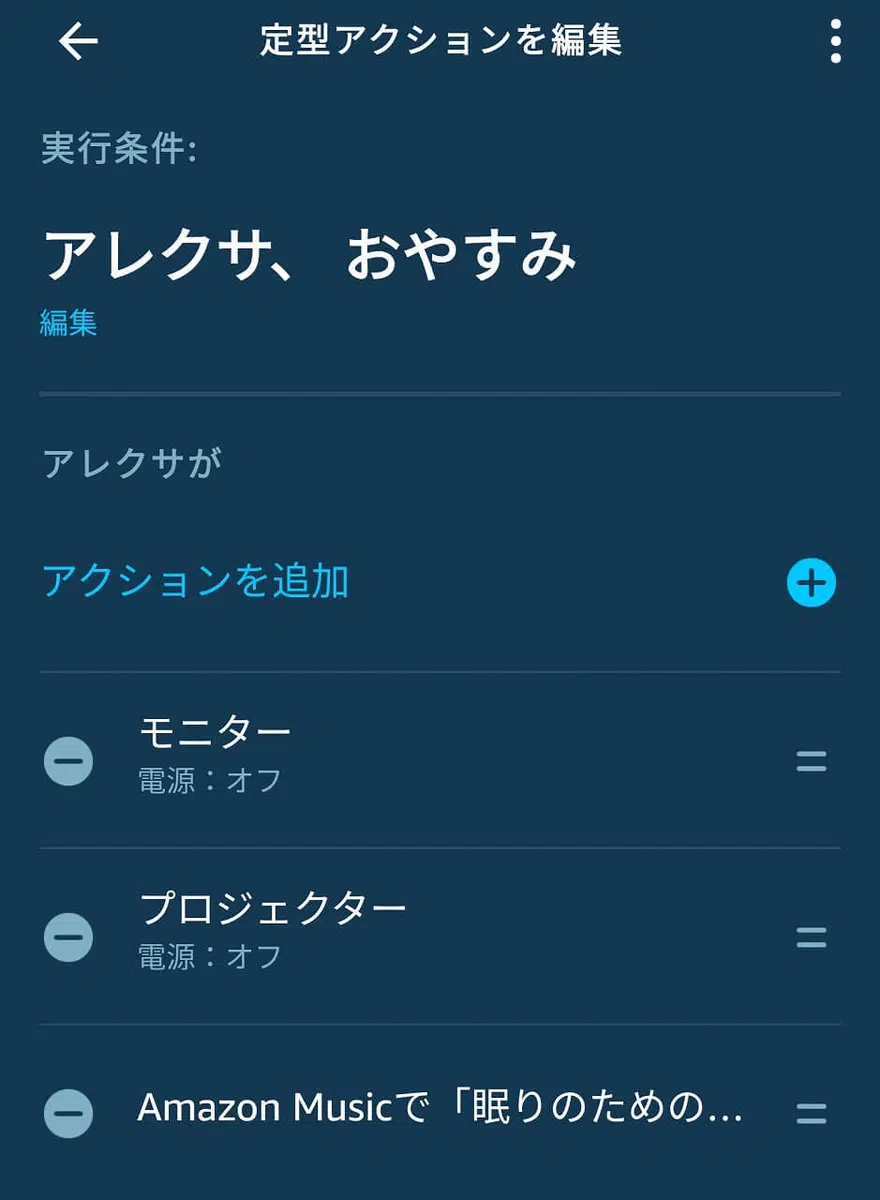 定型アクションを編集
実行条件:
アレクサ、 おやすみ
編集
アレクサが
アクションを追加
モニター
電源：オフ
プロジェクター
電源：オフ
Amazon Musicで「眠りのための...